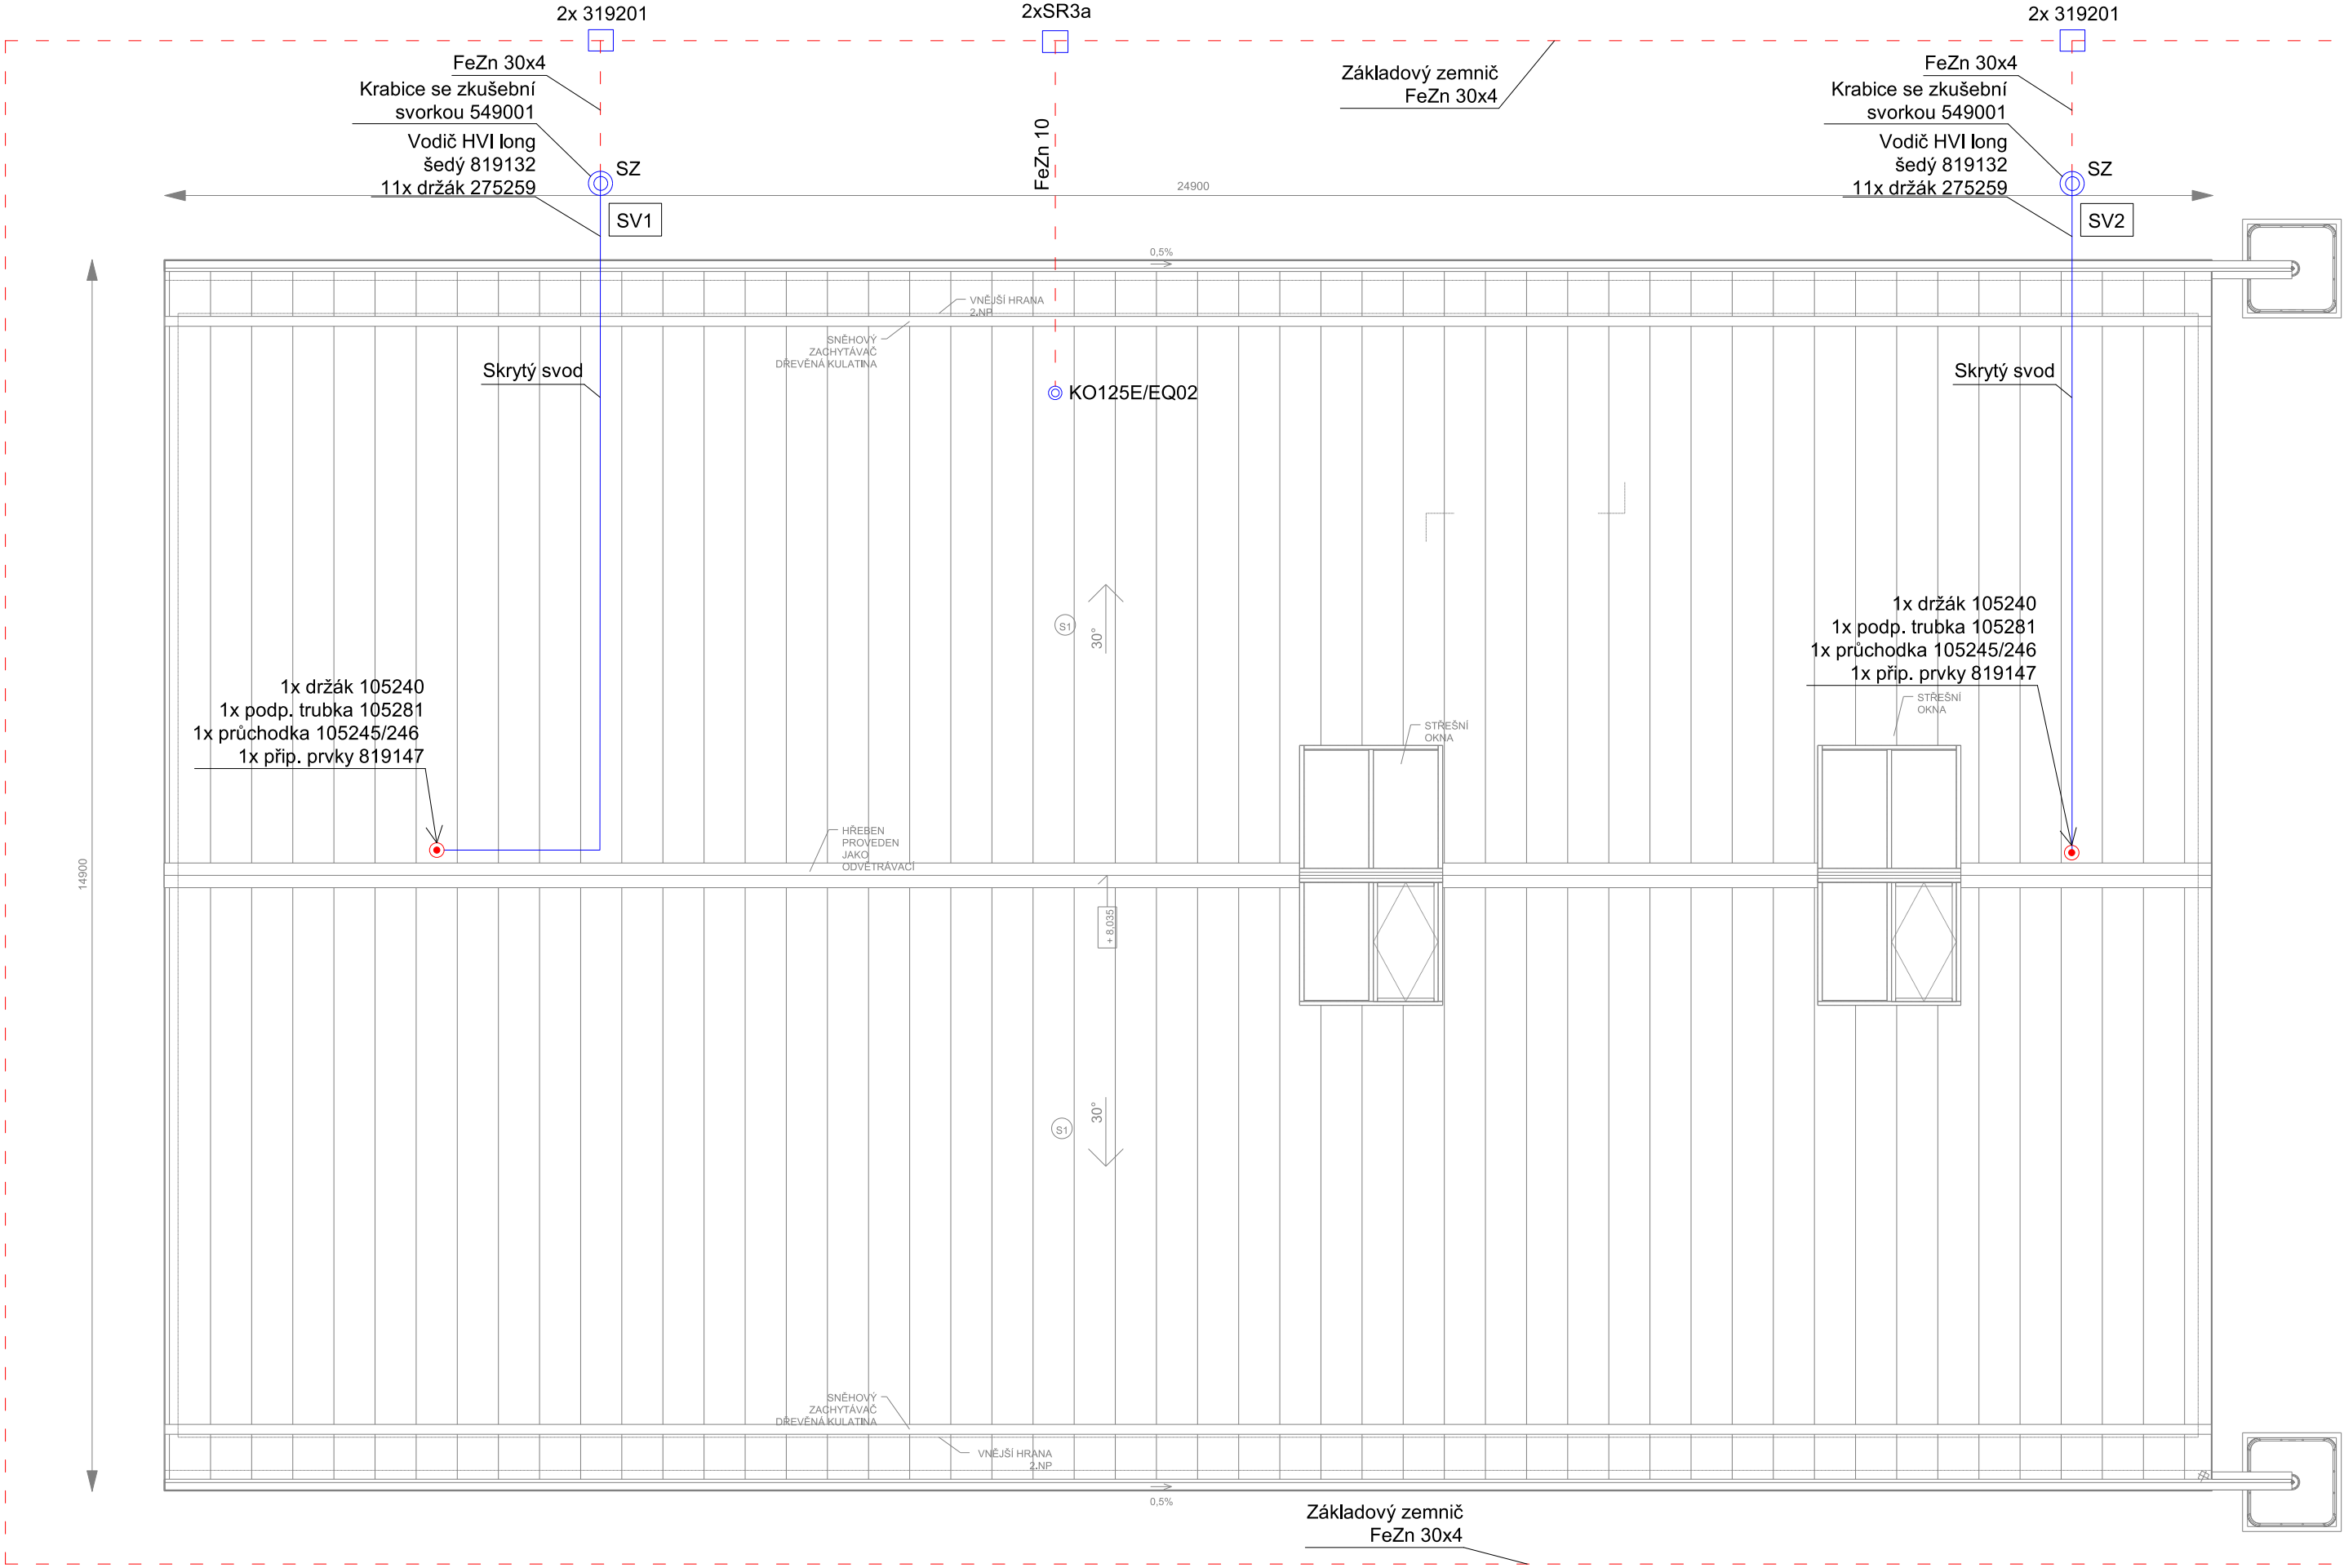 2x 319201
2xSR3a
2x 319201
FeZn 30x4
Krabice se zkušební
svorkou 549001
Vodič HVI long
šedý 819132
11x držák 275259
SZ
SV1
FeZn 10
Základový zemnič
FeZn 30x4
FeZn 30x4
Krabice se zkušební
svorkou 549001
Vodič HVI long
šedý 819132
11x držák 275259
SZ
SV2
24900
0,5%
VNĚJŠÍ HRANA
2.NP
SNĚHOVÝ
ZACHYTÁVAČ
DŘEVĚNÁ KULATINA
Skrytý svod
KO125E/EQ02
Skrytý svod
S1
30°
1x držák 105240
1x podp. trubka 105281
1x průchodka 105245/246
1x přip. prvky 819147
1x držák 105240
1x podp. trubka 105281
1x průchodka 105245/246
1x přip. prvky 819147
STŘEŠNÍ
OKNA
STŘEŠNÍ
OKNA
HŘEBEN
PROVEDEN
JAKO
ODVĚTRÁVACÍ
14900
+ 8,035
30°
S1
SNĚHOVÝ
ZACHYTÁVAČ
DŘEVĚNÁ KULATINA
VNĚJŠÍ HRANA
2.NP
0,5%
Základový zemnič
FeZn 30x4